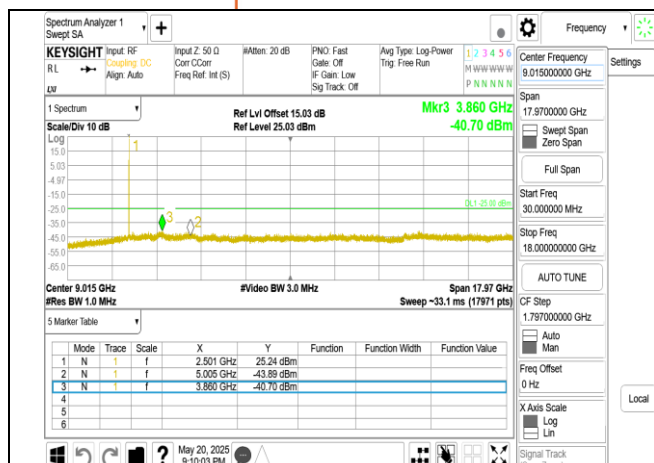 Spectrum Analyzer 1
Swept SA
+
Frequency
KEYSIGHT
RL
Input: RF
Coupling: DC
Align: Auto
Input Z: 50 Ω
Corr CCorr
Freq Ref: Int (S)
#Atten: 20 dB
PNO: Fast
Gate: Off
IF Gain: Low
Sig Track: Off
Avg Type: Log-Power
Trig: Free Run
1 2 3 4 5 6
M W W W W W
P N N N N N
1 Spectrum
Scale/Div 10 dB
Ref Lvl Offset 15.03 dB
Ref Level 25.03 dBm
Mkr3 3.860 GHz
-40.70 dBm
Log
15.0
5.03
-4.97
-15.0
-25.0
-35.0
-45.0
-55.0
-65.0
1
3
2
DL1 -25.00 dBm
Center 9.015 GHz
#Res BW 1.0 MHz
#Video BW 3.0 MHz
Span 17.97 GHz
Sweep ~33.1 ms (17971 pts)
5 Marker Table
Mode Trace Scale X Y Function Function Width Function Value
1 N 1 f 2.501 GHz 25.24 dBm
2 N 1 f 5.005 GHz -43.89 dBm
3 N 1 f 3.860 GHz -40.70 dBm
4
5
6
?
May 20, 2025
9:10:03 PM
Center Frequency
9.015000000 GHz
Span
17.9700000 GHz
Swept Span
Zero Span
Full Span
Start Freq
30.000000 MHz
Stop Freq
18.000000000 GHz
AUTO TUNE
CF Step
1.797000000 GHz
Auto
Man
Freq Offset
0 Hz
X Axis Scale
Log
Lin
Signal Track
Settings
Local